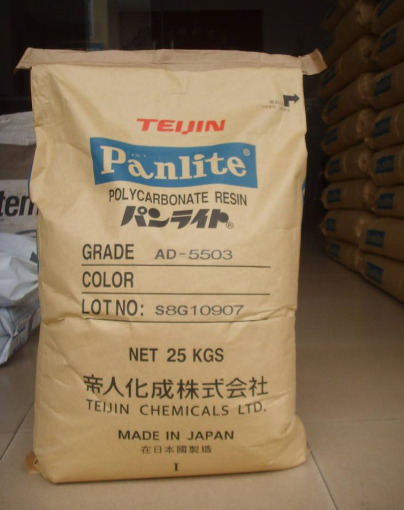 TEIJIN
Panlite®
POLYCARBONATE RESIN
パンライト®
GRADE AD-5503
COLOR
LOT NO: S8G10907
NET 25 KGS
帝人化成株式会社
TEIJIN CHEMICALS LTD.
MADE IN JAPAN
在日本國製造
I
tem